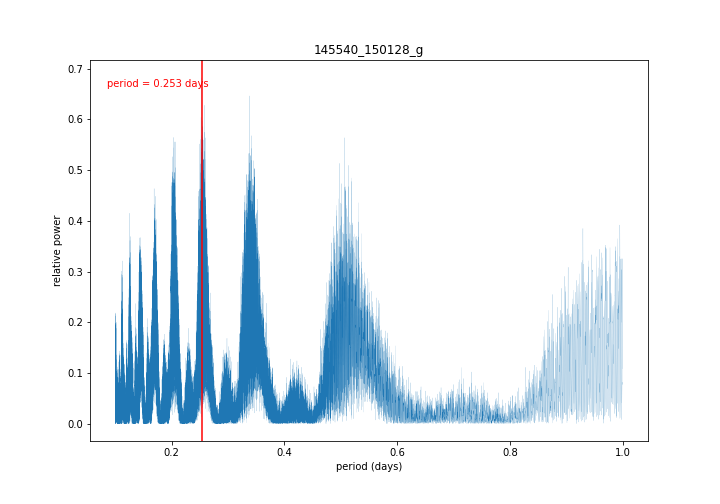 145540_150128_g
period = 0.253 days
0.7
0.6
0.5
0.4
0.3
0.2
0.1
0.0
relative power
0.2 0.4 0.6 0.8 1.0
period (days)